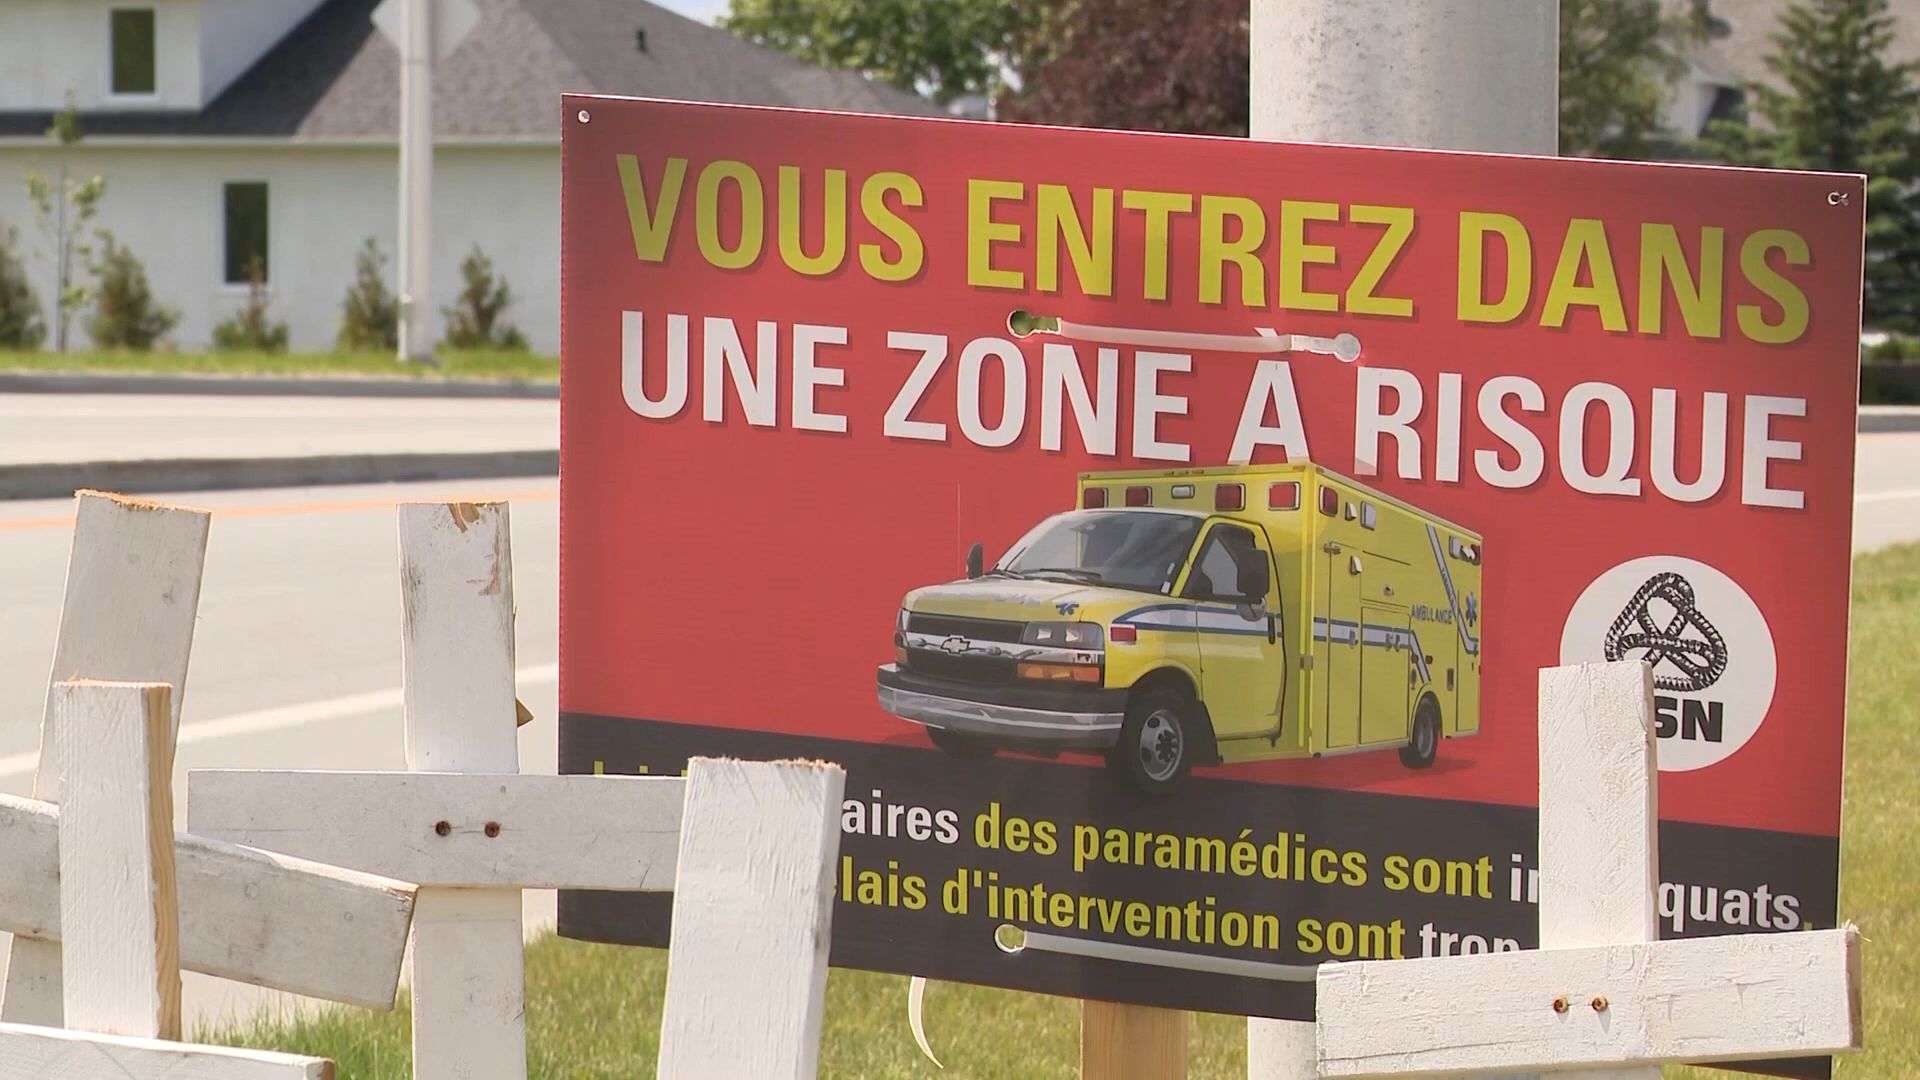 VOUS ENTREZ DANS
UNE ZONE À RISQUE
AMBULANCE
SN
aires des paramédics sont in quats.
lais d'intervention sont trop